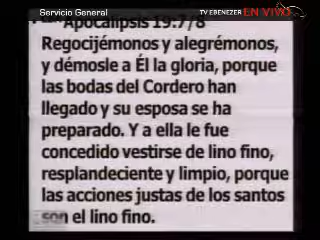 Servicio General
TV EBENEZER EN VIVO
Apocalipsis 19:7/8
Regocijémonos y alegrémonos,
y démosle a Él la gloria, porque
las bodas del Cordero han
llegado y su esposa se ha
preparado. Y a ella le fue
concedido vestirse de lino fino,
resplandeciente y limpio, porque
las acciones justas de los santos
son el lino fino.